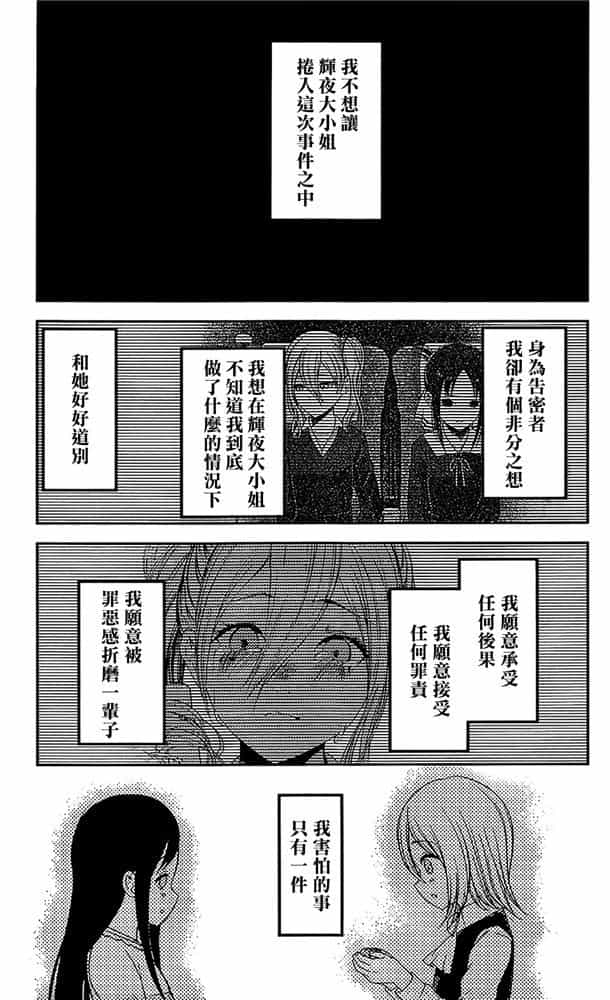 我不想讓
輝夜大小姐
捲入這次事件之中
身為告密者
我卻有個非分之想
我想在輝夜大小姐
不知道我到底
做了什麼的情況下
和她好好道別
我願意承受
任何後果
我願意接受
任何罪責
我願意被
罪惡感折磨一輩子
我害怕的事
只有一件